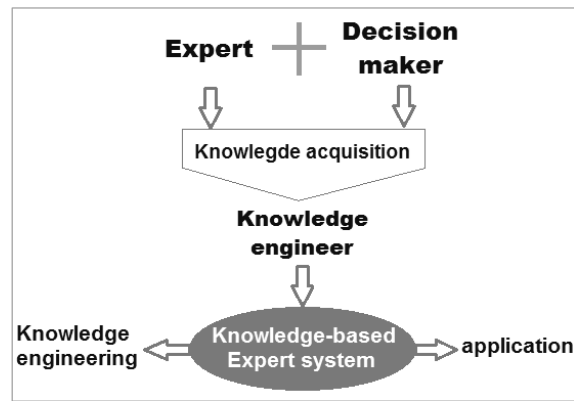 Expert
Decision
maker
Knowlegde acquisition
Knowledge
engineer
Knowledge-based
Expert system
Knowledge
engineering
application